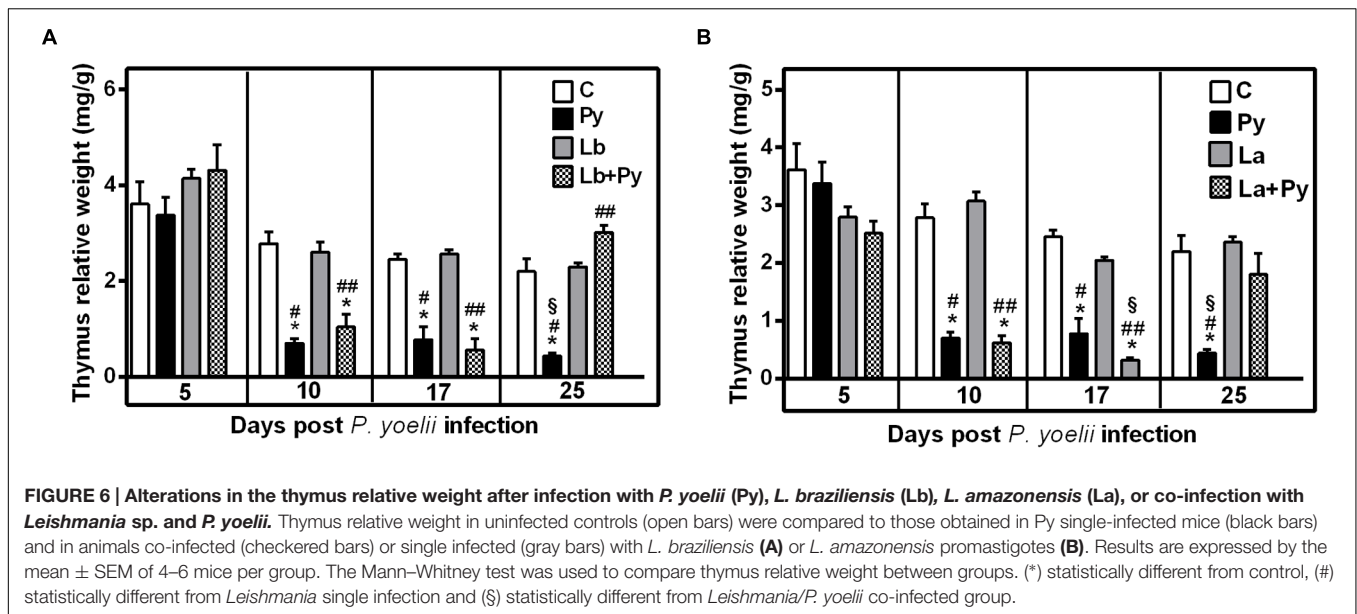 A
Thymus relative weight (mg/g)
6
4
2
0
C
Py
Lb
Lb+Py
#
*
##
*
#
*
##
*
§
#
*
##
5
10
17
25
Days post P. yoelii infection
B
Thymus relative weight (mg/g)
5
4
3
2
1
0
C
Py
La
La+Py
#
*
##
*
#
*
§
##
*
§
#
*
5
10
17
25
Days post P. yoelii infection
FIGURE 6 | Alterations in the thymus relative weight after infection with P. yoelii (Py), L. braziliensis (Lb), L. amazonensis (La), or co-infection with
Leishmania sp. and P. yoelii. Thymus relative weight in uninfected controls (open bars) were compared to those obtained in Py single-infected mice (black bars)
and in animals co-infected (checkered bars) or single infected (gray bars) with L. braziliensis (A) or L. amazonensis promastigotes (B). Results are expressed by the
mean ± SEM of 4–6 mice per group. The Mann–Whitney test was used to compare thymus relative weight between groups. (*) statistically different from control, (#)
statistically different from Leishmania single infection and (§) statistically different from Leishmania/P. yoelii co-infected group.